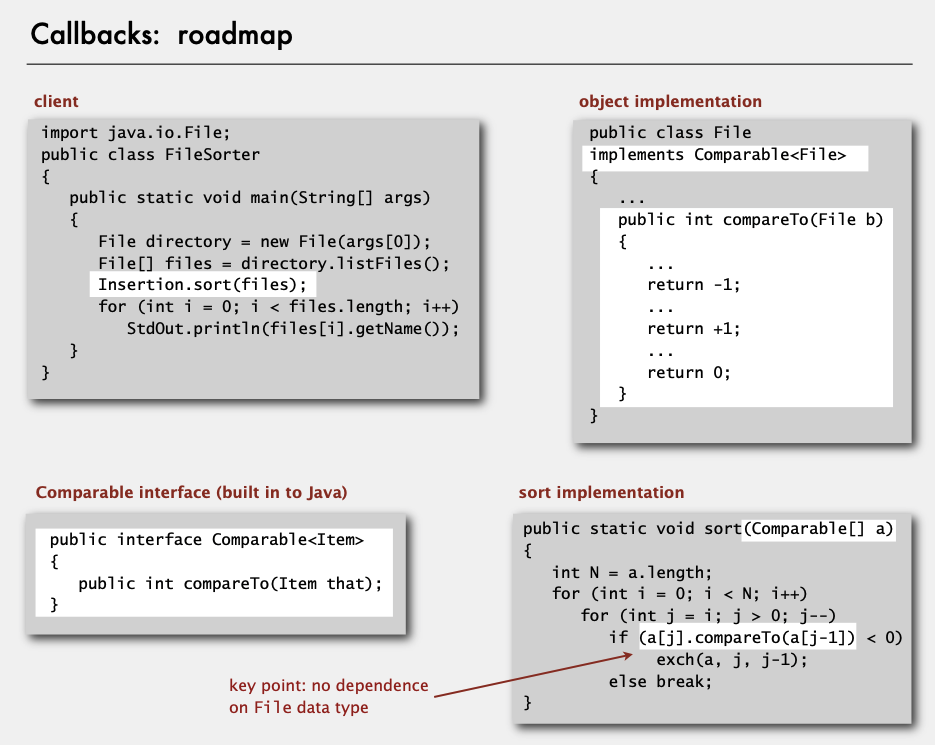 Callbacks: roadmap
client
import java.io.File;
public class FileSorter
{
   public static void main(String[] args)
   {
      File directory = new File(args[0]);
      File[] files = directory.listFiles();
      Insertion.sort(files);
      for (int i = 0; i < files.length; i++)
         StdOut.println(files[i].getName());
   }
}
object implementation
public class File
implements Comparable<File>
{
   ...
   public int compareTo(File b)
   {
      ...
      return -1;
      ...
      return +1;
      ...
      return 0;
   }
}
Comparable interface (built in to Java)
public interface Comparable<Item>
{
   public int compareTo(Item that);
}
sort implementation
public static void sort(Comparable[] a)
{
   int N = a.length;
   for (int i = 0; i < N; i++)
      for (int j = i; j > 0; j--)
         if (a[j].compareTo(a[j-1]) < 0)
              exch(a, j, j-1);
         else break;
}
key point: no dependence
on File data type